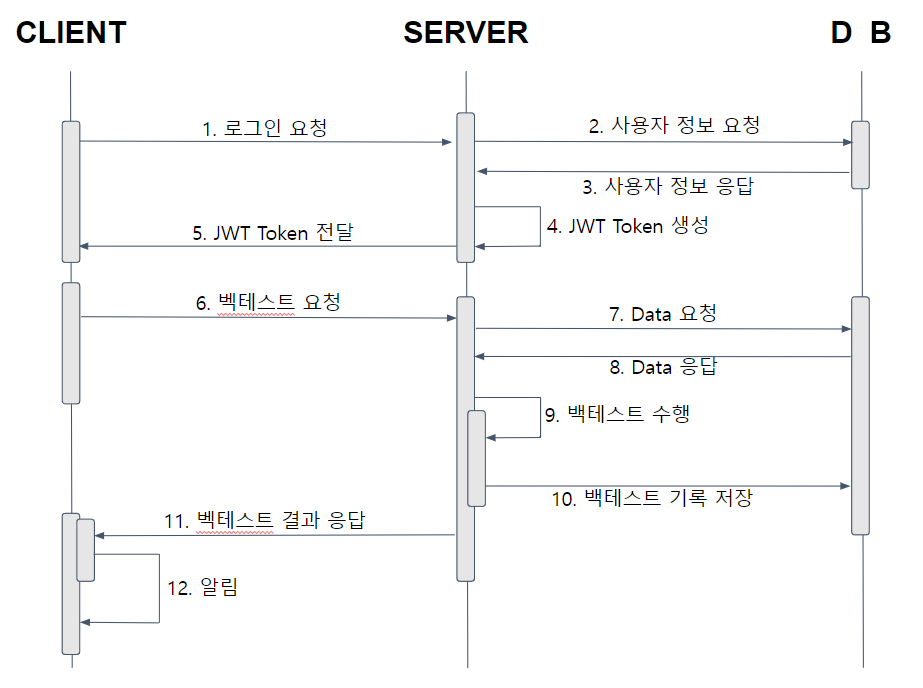 CLIENT
SERVER
D B
1. 로그인 요청
2. 사용자 정보 요청
3. 사용자 정보 응답
4. JWT Token 생성
5. JWT Token 전달
6. 벡테스트 요청
7. Data 요청
8. Data 응답
9. 백테스트 수행
10. 백테스트 기록 저장
11. 벡테스트 결과 응답
12. 알림